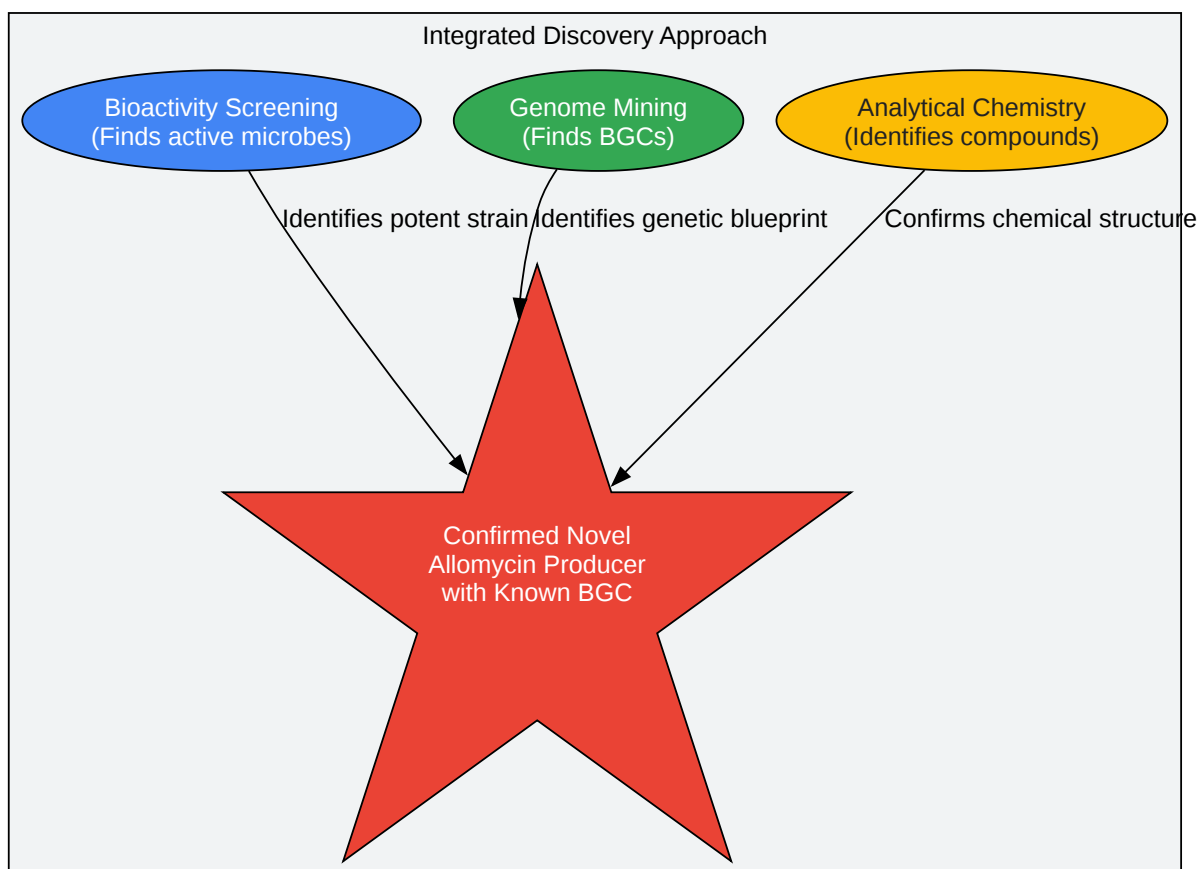 Integrated Discovery Approach
Bioactivity Screening
(Finds active microbes)
Genome Mining
(Finds BGCs)
Analytical Chemistry
(Identifies compounds)
Identifies potent strain
Identifies genetic blueprint
Confirms chemical structure
Confirmed Novel
Allomycin Producer
with Known BGC